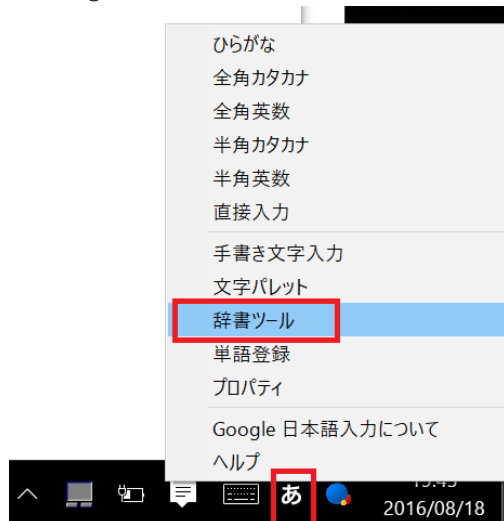 ひらがな
全角カタカナ
全角英数
半角カタカナ
半角英数
直接入力
手書き文字入力
文字パレット
辞書ツール
単語登録
プロパティ
Google 日本語入力について
ヘルプ
あ
2016/08/18